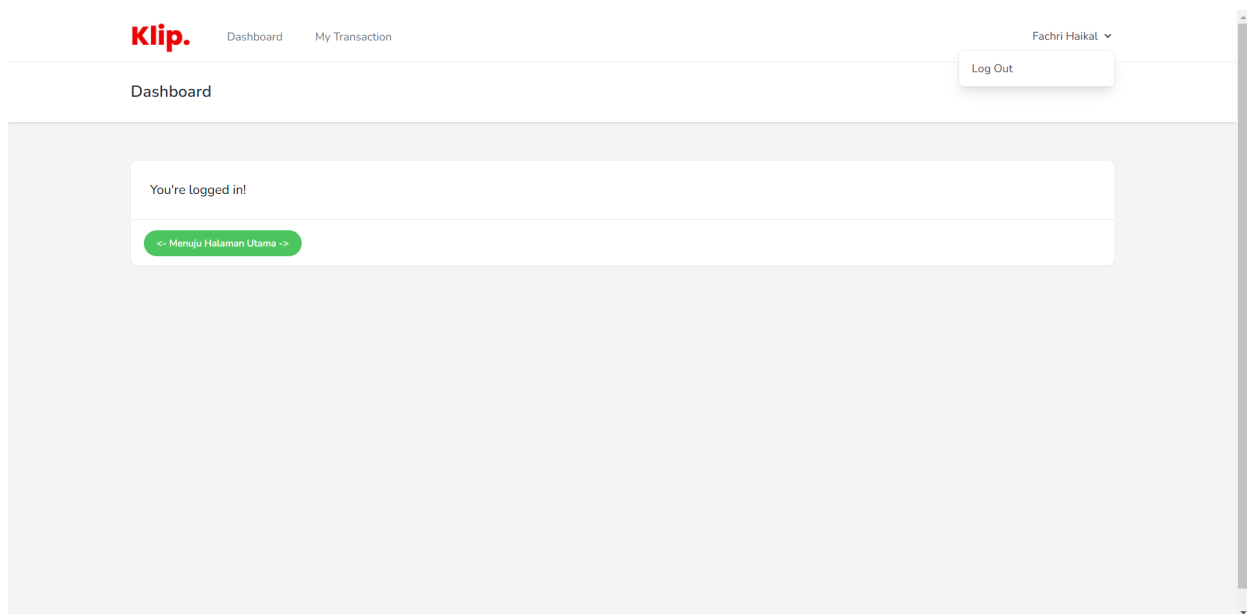 Klip. Dashboard My Transaction Fachri Haikal
Log Out
Dashboard
You're logged in!
<- Menuju Halaman Utama ->